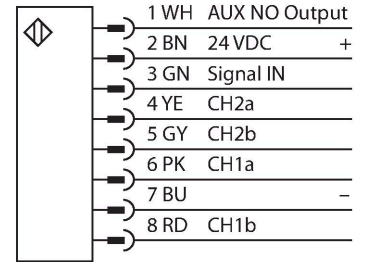 1 WH AUX NO Output
2 BN 24 VDC +
3 GN Signal IN
4 YE CH2a
5 GY CH2b
6 PK CH1a
7 BU –
8 RD CH1b